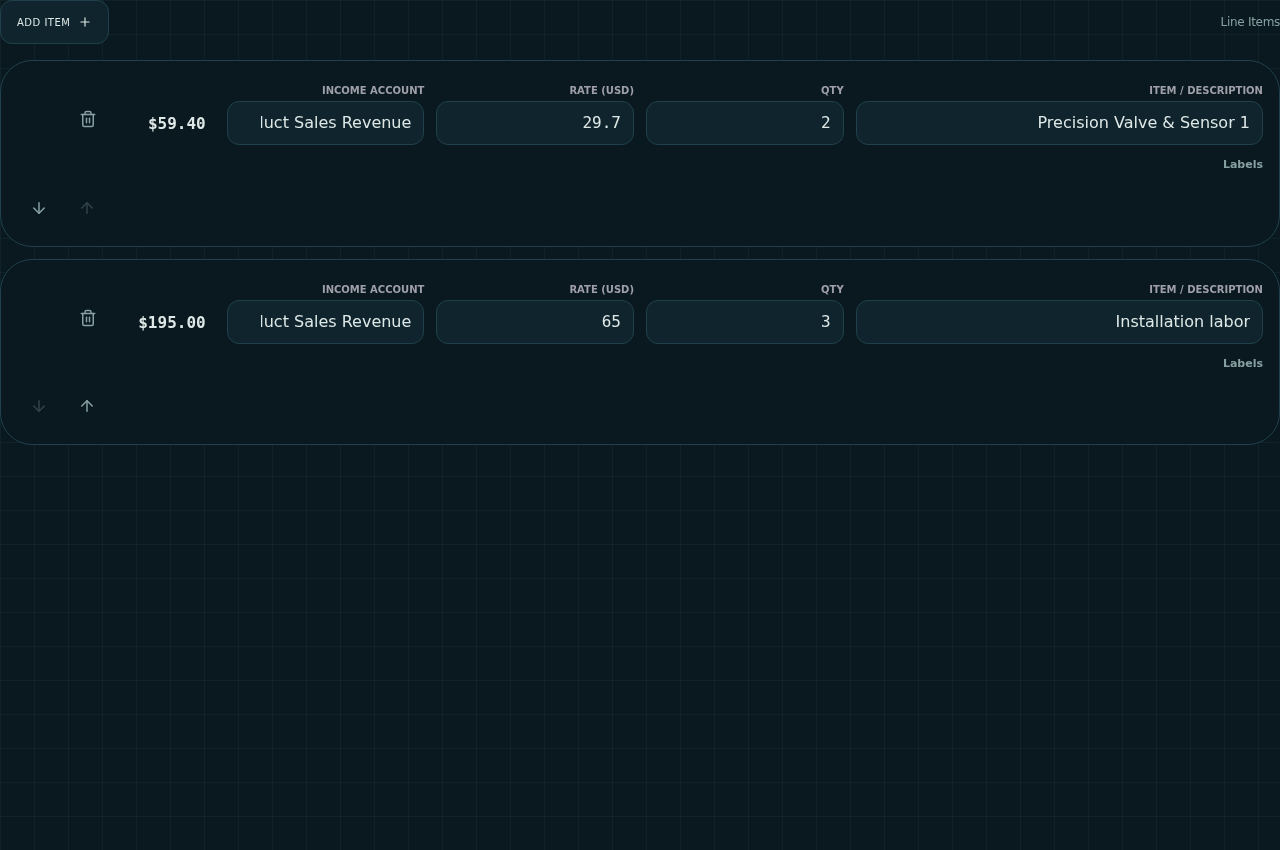 Line Items
ADD ITEM
ITEM / DESCRIPTION
QTY
RATE (USD)
INCOME ACCOUNT
Precision Valve & Sensor 1
2
29.7
luct Sales Revenue
$59.40
Labels
ITEM / DESCRIPTION
QTY
RATE (USD)
INCOME ACCOUNT
Installation labor
3
65
luct Sales Revenue
$195.00
Labels